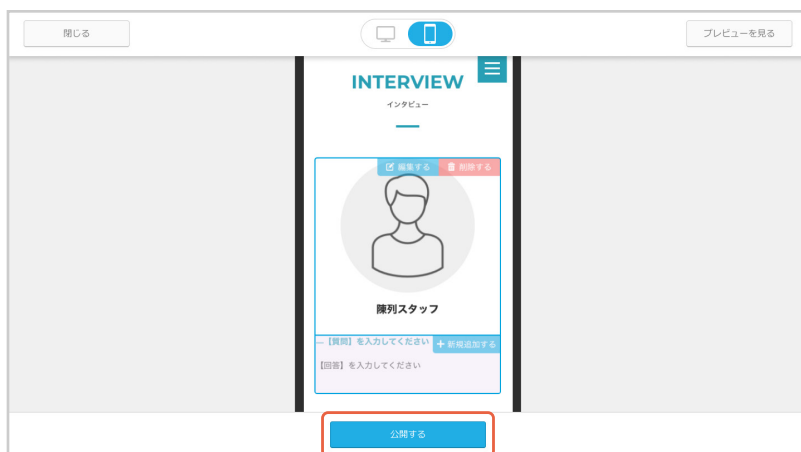 閉じる
プレビューを見る
INTERVIEW
インタビュー
編集する
削除する
陳列スタッフ
―【質問】を入力してください
新規追加する
【回答】を入力してください
公開する